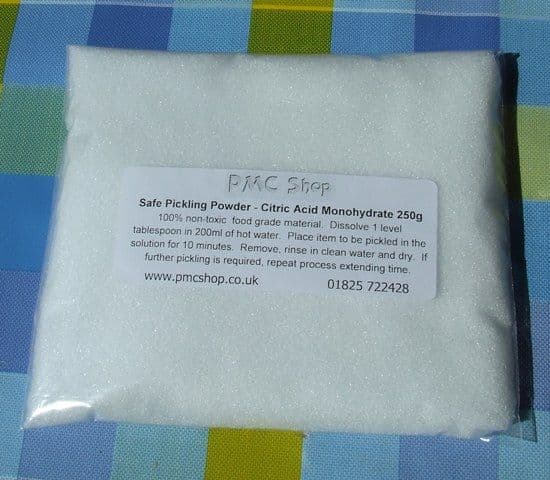 PMC Shop
Safe Pickling Powder - Citric Acid Monohydrate 250g
100% non-toxic food grade material. Dissolve 1 level
tablespoon in 200ml of hot water. Place item to be pickled in the
solution for 10 minutes. Remove, rinse in clean water and dry. If
further pickling is required, repeat process extending time.
www.pmcshop.co.uk 01825 722428